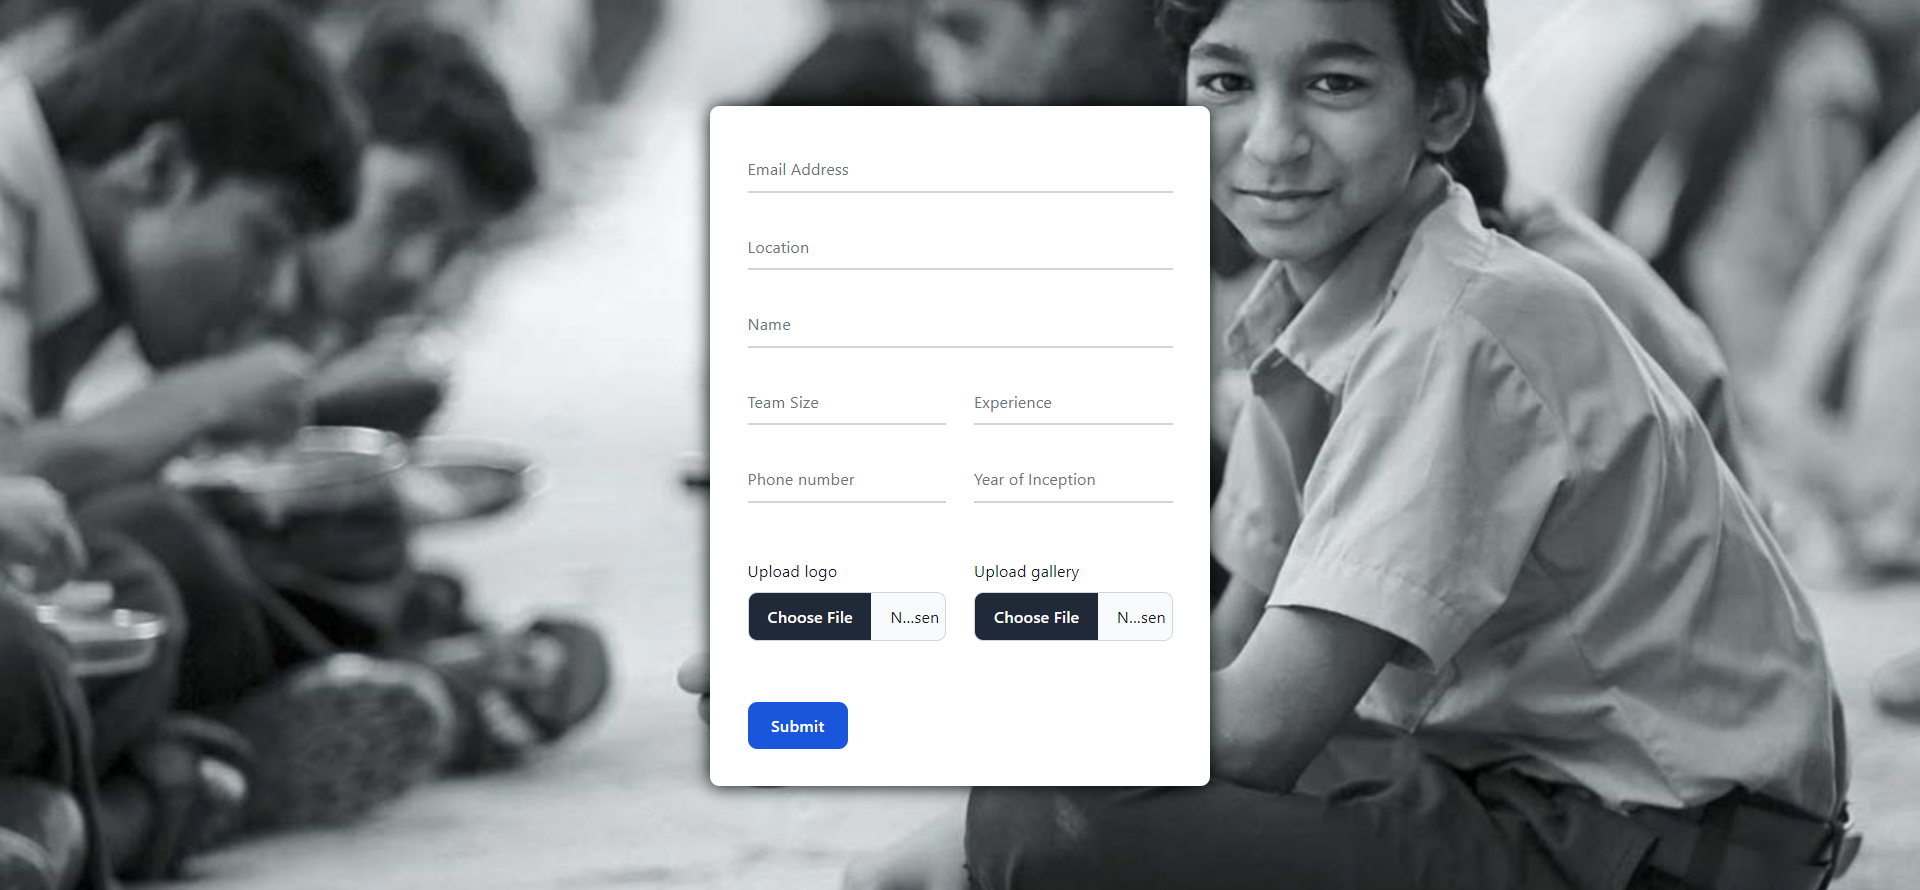 Email Address
Location
Name
Team Size Experience
Phone number Year of Inception
Upload logo Upload gallery
Choose File N...sen Choose File N...sen
Submit